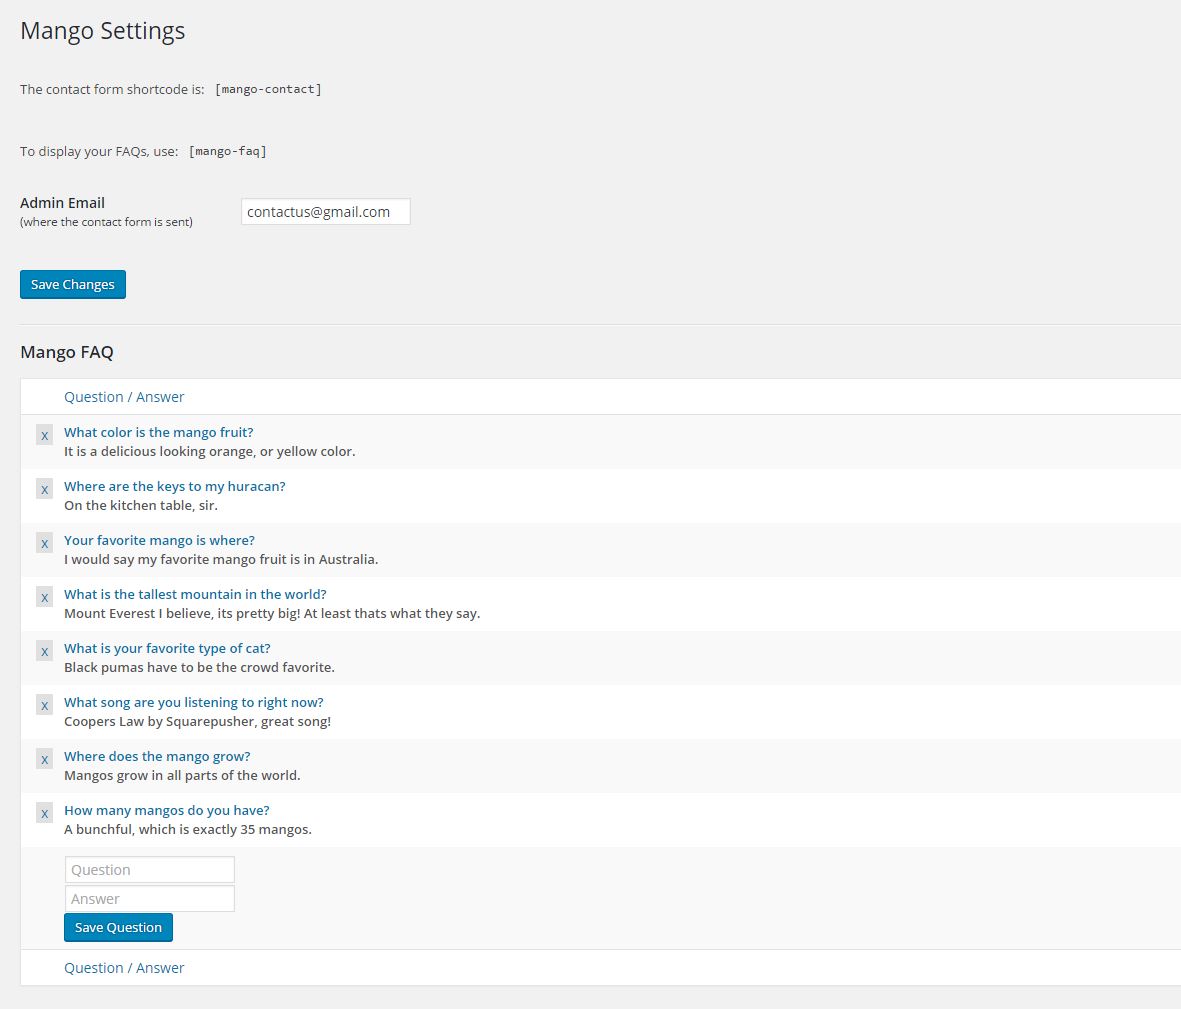 Mango Settings
The contact form shortcode is: [mango-contact]
To display your FAQs, use: [mango-faq]
Admin Email
(where the contact form is sent)
contactus@gmail.com
Save Changes
Mango FAQ
Question / Answer
x What color is the mango fruit?
It is a delicious looking orange, or yellow color.
x Where are the keys to my huracan?
On the kitchen table, sir.
x Your favorite mango is where?
I would say my favorite mango fruit is in Australia.
x What is the tallest mountain in the world?
Mount Everest I believe, its pretty big! At least thats what they say.
x What is your favorite type of cat?
Black pumas have to be the crowd favorite.
x What song are you listening to right now?
Coopers Law by Squarepusher, great song!
x Where does the mango grow?
Mangos grow in all parts of the world.
x How many mangos do you have?
A bunchful, which is exactly 35 mangos.
Question
Answer
Save Question
Question / Answer